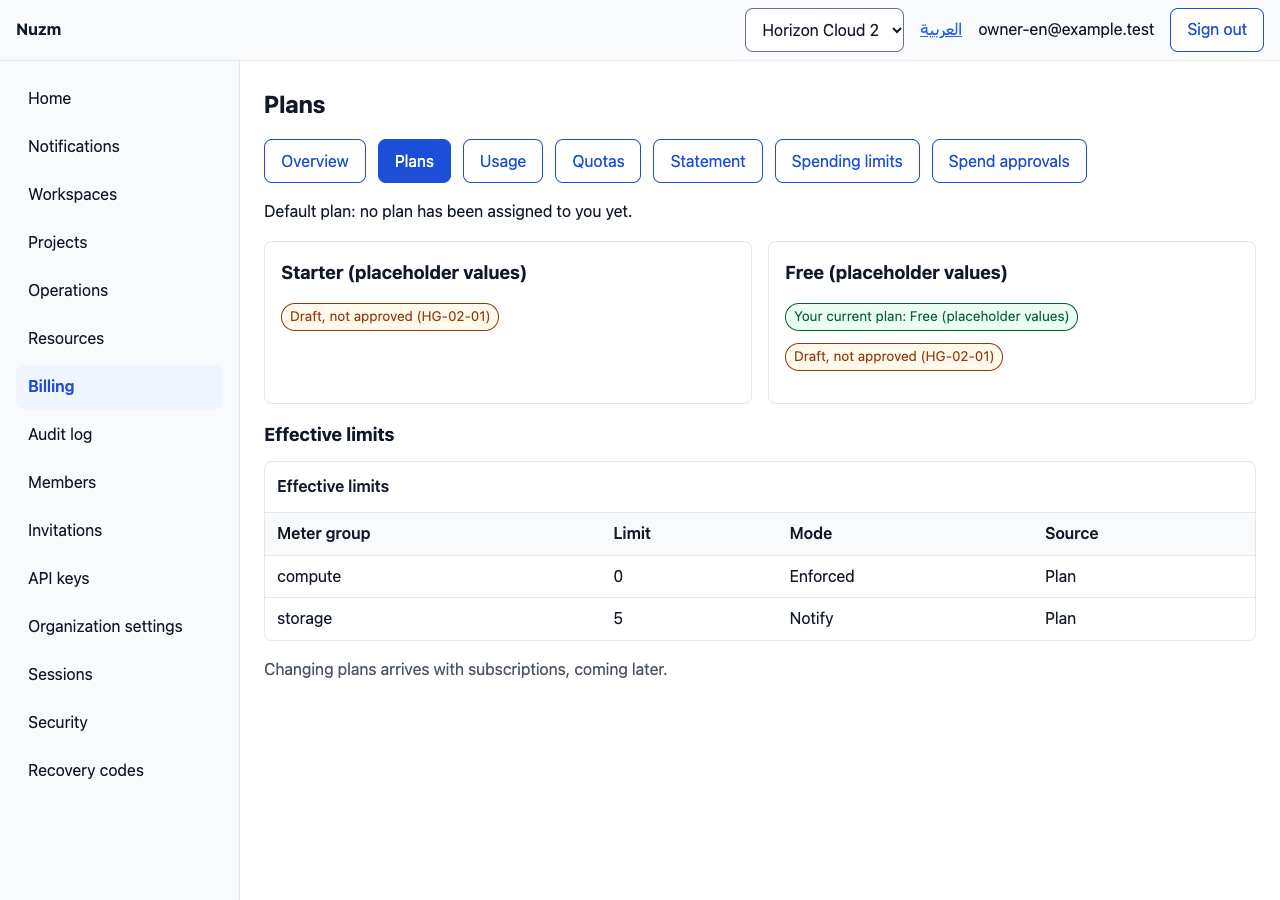 Nuzm
Horizon Cloud 2
العربية
owner-en@example.test
Sign out
Home
Notifications
Workspaces
Projects
Operations
Resources
Billing
Audit log
Members
Invitations
API keys
Organization settings
Sessions
Security
Recovery codes
Plans
Overview
Plans
Usage
Quotas
Statement
Spending limits
Spend approvals
Default plan: no plan has been assigned to you yet.
Starter (placeholder values)
Draft, not approved (HG-02-01)
Free (placeholder values)
Your current plan: Free (placeholder values)
Draft, not approved (HG-02-01)
Effective limits
Effective limits
Meter group Limit Mode Source
compute 0 Enforced Plan
storage 5 Notify Plan
Changing plans arrives with subscriptions, coming later.